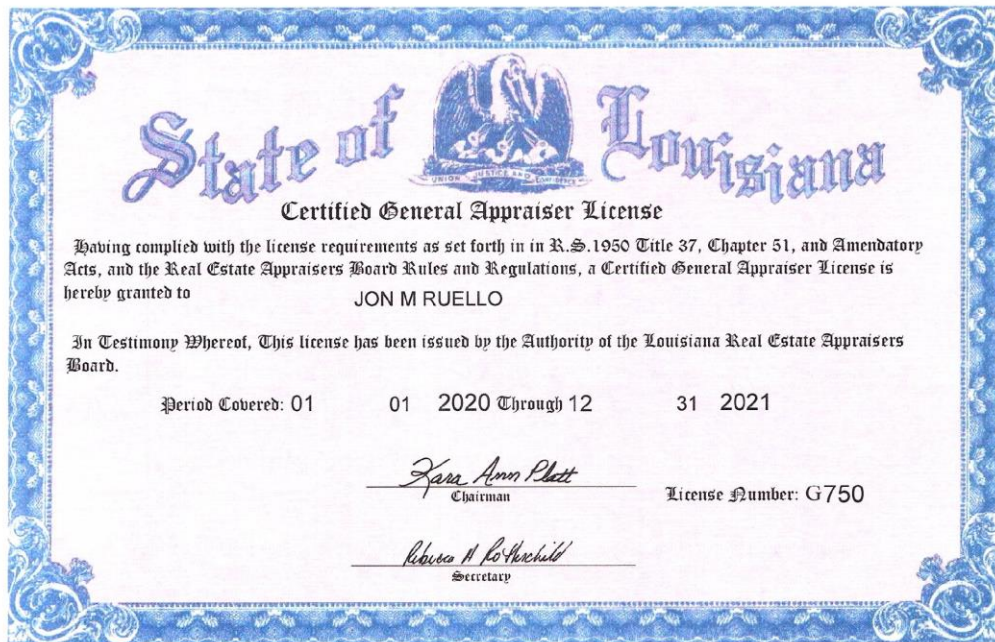 State of Louisiana
UNION JUSTICE AND CONFIDENCE
Certified General Appraiser License
Having complied with the license requirements as set forth in in R.S.1950 Title 37, Chapter 51, and Amendatory
Acts, and the Real Estate Appraisers Board Rules and Regulations, a Certified General Appraiser License is
hereby granted to JON M RUELLO
In Testimony Whereof, This license has been issued by the Authority of the Louisiana Real Estate Appraisers
Board.
Period Covered: 01 01 2020 Through 12 31 2021
Kara Ann Platt
Chairman
License Number: G750
Rebecca A Rothschild
Secretary